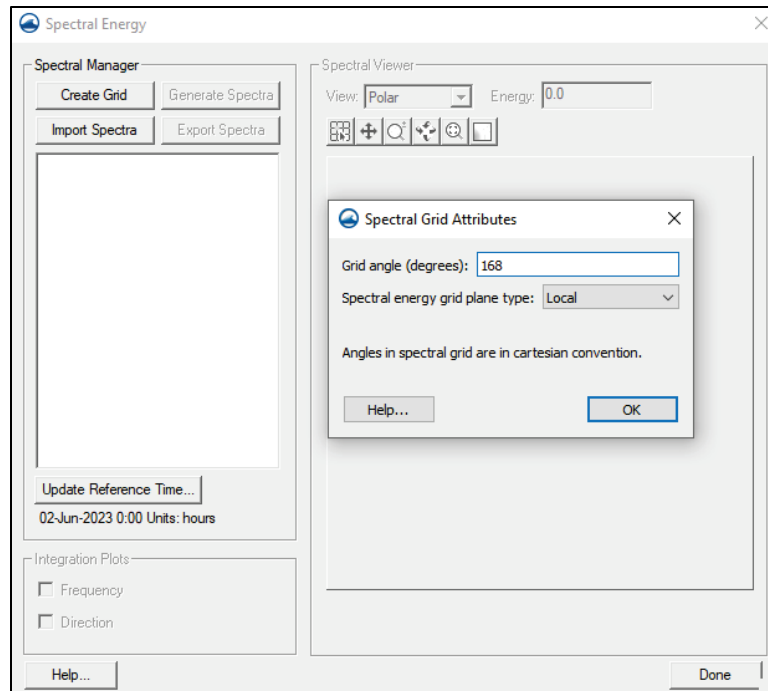 Spectral Energy
Spectral Manager
Create Grid
Generate Spectra
Import Spectra
Export Spectra
Update Reference Time...
02-Jun-2023 0:00 Units: hours
Integration Plots
Frequency
Direction
Help...
Spectral Viewer
View: Polar
Energy: 0.0
Spectral Grid Attributes
Grid angle (degrees): 168
Spectral energy grid plane type: Local
Angles in spectral grid are in cartesian convention.
Help...
OK
Done